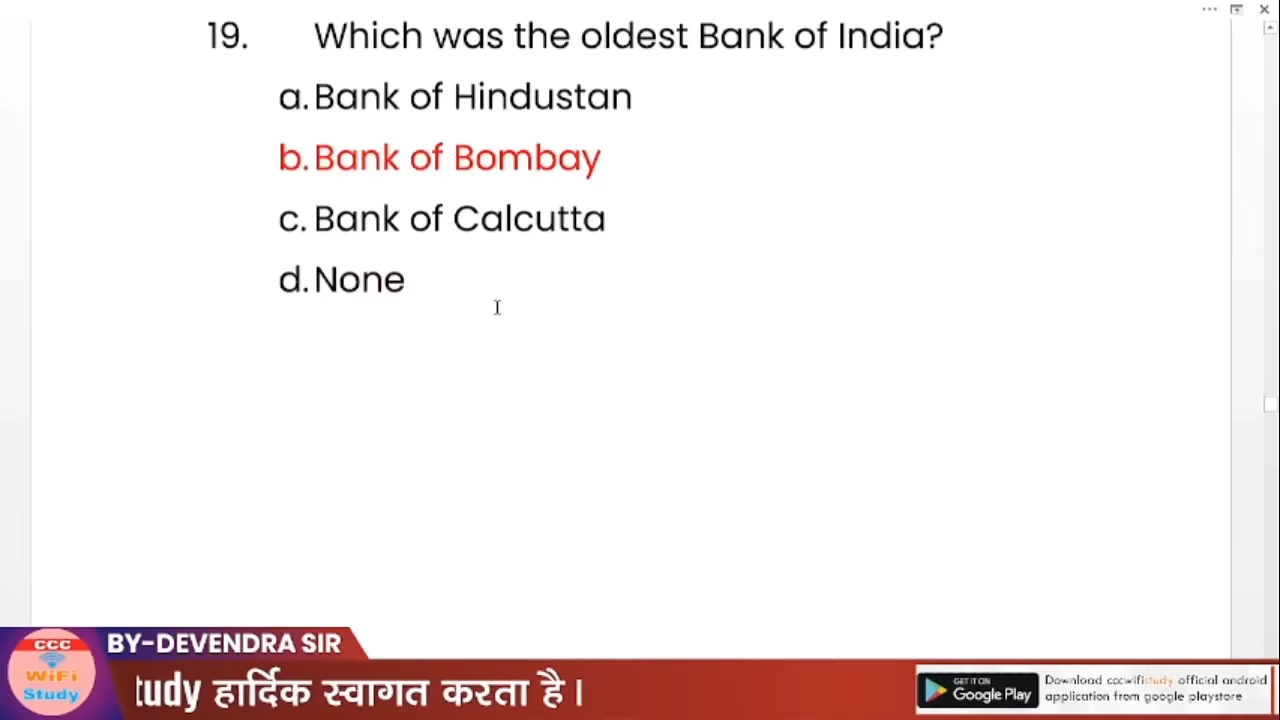 19. Which was the oldest Bank of India?
a. Bank of Hindustan
b. Bank of Bombay
c. Bank of Calcutta
d. None
CCC
WiFi
Study
BY-DEVENDRA SIR
tudy हार्दिक स्वागत करता है।
GET IT ON
Google Play
Download cccwifistudy official android
application from google playstore